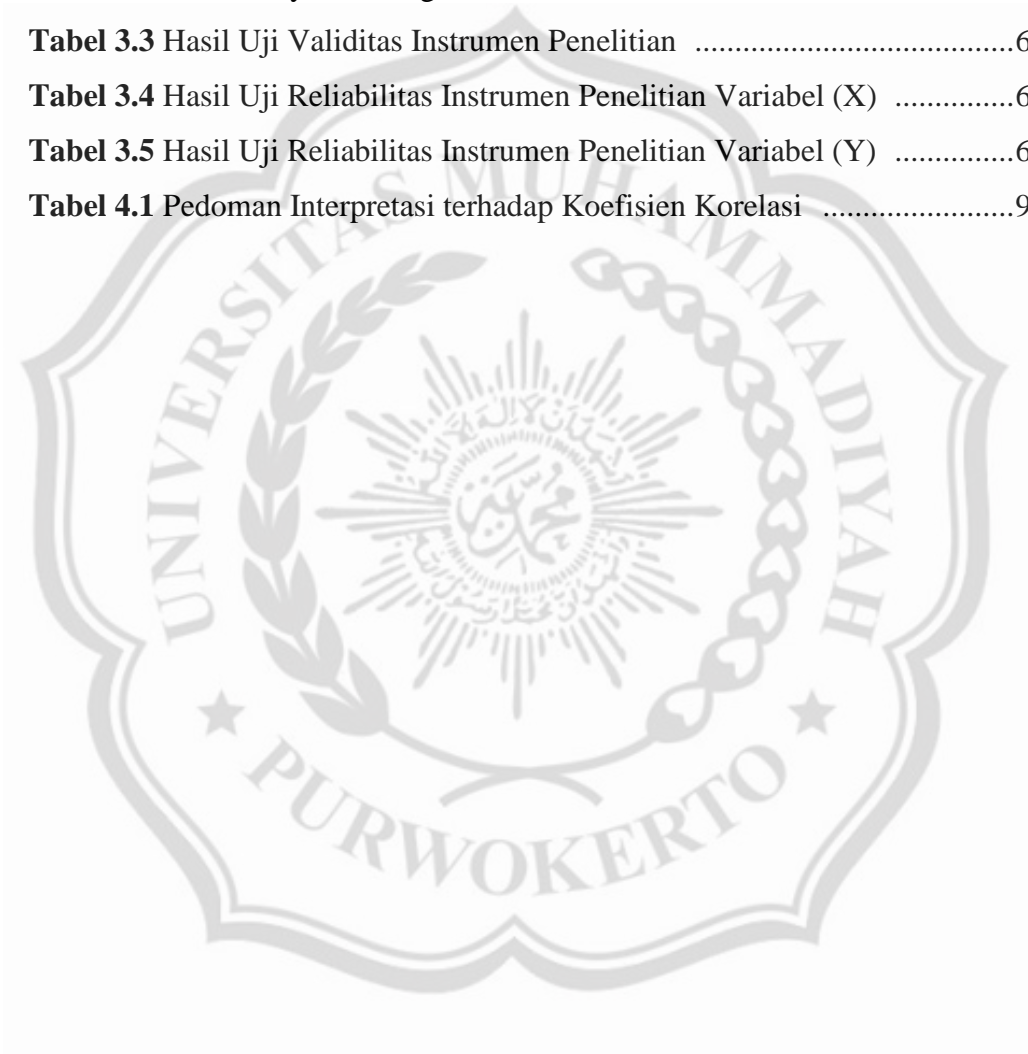 Tabel 3.3 Hasil Uji Validitas Instrumen Penelitian ........................................6
Tabel 3.4 Hasil Uji Reliabilitas Instrumen Penelitian Variabel (X) ...............6
Tabel 3.5 Hasil Uji Reliabilitas Instrumen Penelitian Variabel (Y) ...............6
Tabel 4.1 Pedoman Interpretasi terhadap Koefisien Korelasi ........................9
UNIVERSITAS MUHAMMADIYAH
PURWOKERTO